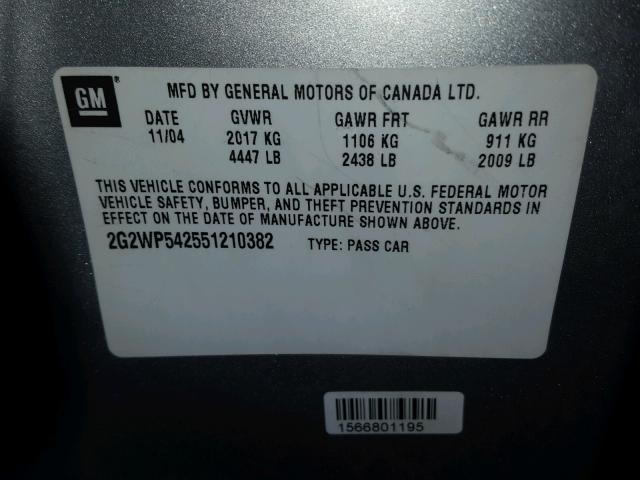 GM ®
MFD BY GENERAL MOTORS OF CANADA LTD.
DATE GVWR GAWR FRT GAWR RR
11/04 2017 KG 1106 KG 911 KG
4447 LB 2438 LB 2009 LB
THIS VEHICLE CONFORMS TO ALL APPLICABLE U.S. FEDERAL MOTOR
VEHICLE SAFETY, BUMPER, AND THEFT PREVENTION STANDARDS IN
EFFECT ON THE DATE OF MANUFACTURE SHOWN ABOVE.
2G2WP542551210382 TYPE: PASS CAR
1566801195